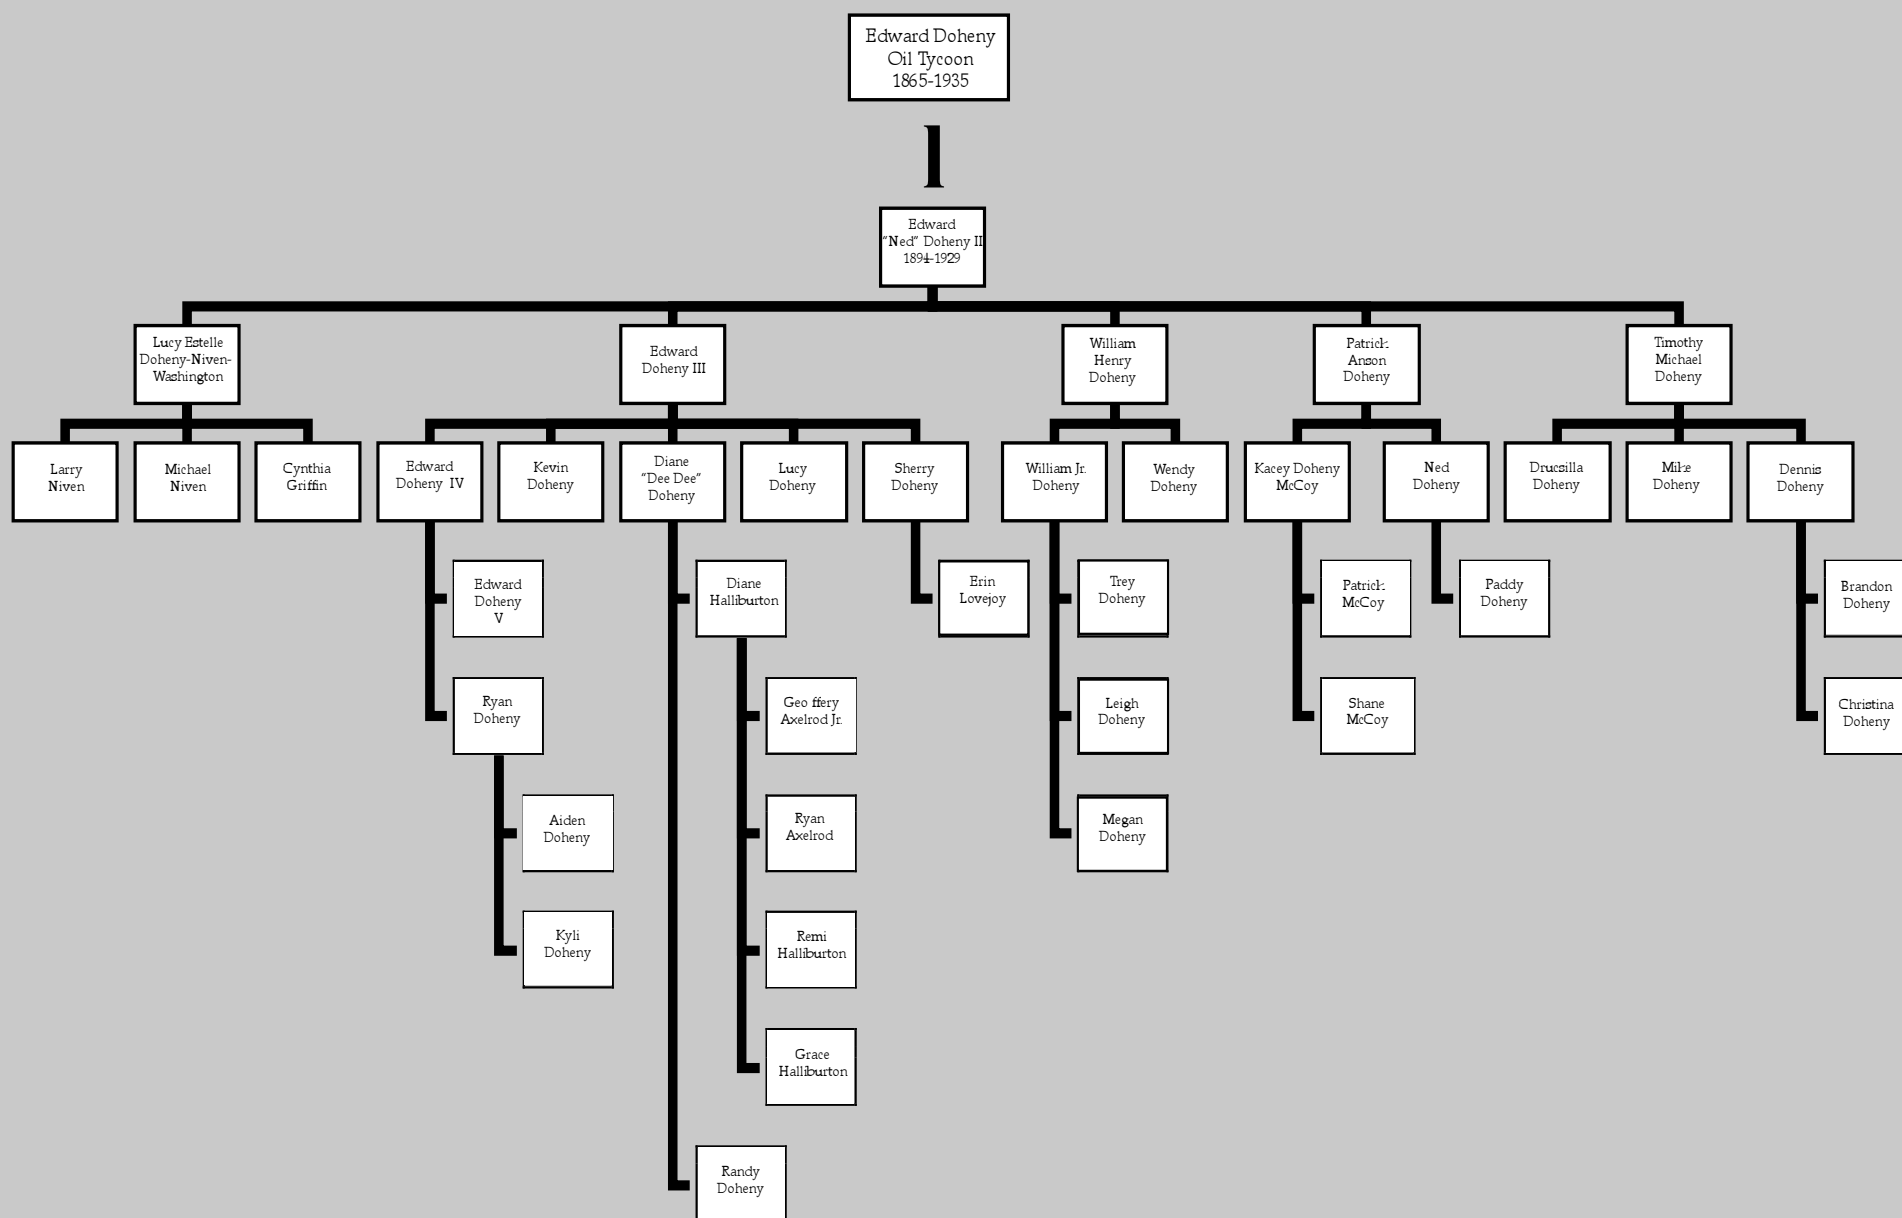 Edward Doheny
Oil Tycoon
1865-1935
Edward
"Ned" Doheny II
1894-1929
Lucy Estelle
Doheny-Niven-
Washington
Edward
Doheny III
William
Henry
Doheny
Patrick
Anson
Doheny
Timothy
Michael
Doheny
Larry
Niven
Michael
Niven
Cynthia
Griffin
Edward
Doheny IV
Kevin
Doheny
Diane
"Dee Dee"
Doheny
Lucy
Doheny
Sherry
Doheny
William Jr.
Doheny
Wendy
Doheny
Kacey Doheny
McCoy
Ned
Doheny
Drucsilla
Doheny
Mike
Doheny
Dennis
Doheny
Edward
Doheny
V
Diane
Halliburton
Erin
Lovejoy
Trey
Doheny
Patrick
McCoy
Paddy
Doheny
Brandon
Doheny
Ryan
Doheny
Geo ffery
Axelrod Jr.
Leigh
Doheny
Shane
McCoy
Christina
Doheny
Aiden
Doheny
Ryan
Axelrod
Megan
Doheny
Kyli
Doheny
Remi
Halliburton
Grace
Halliburton
Randy
Doheny